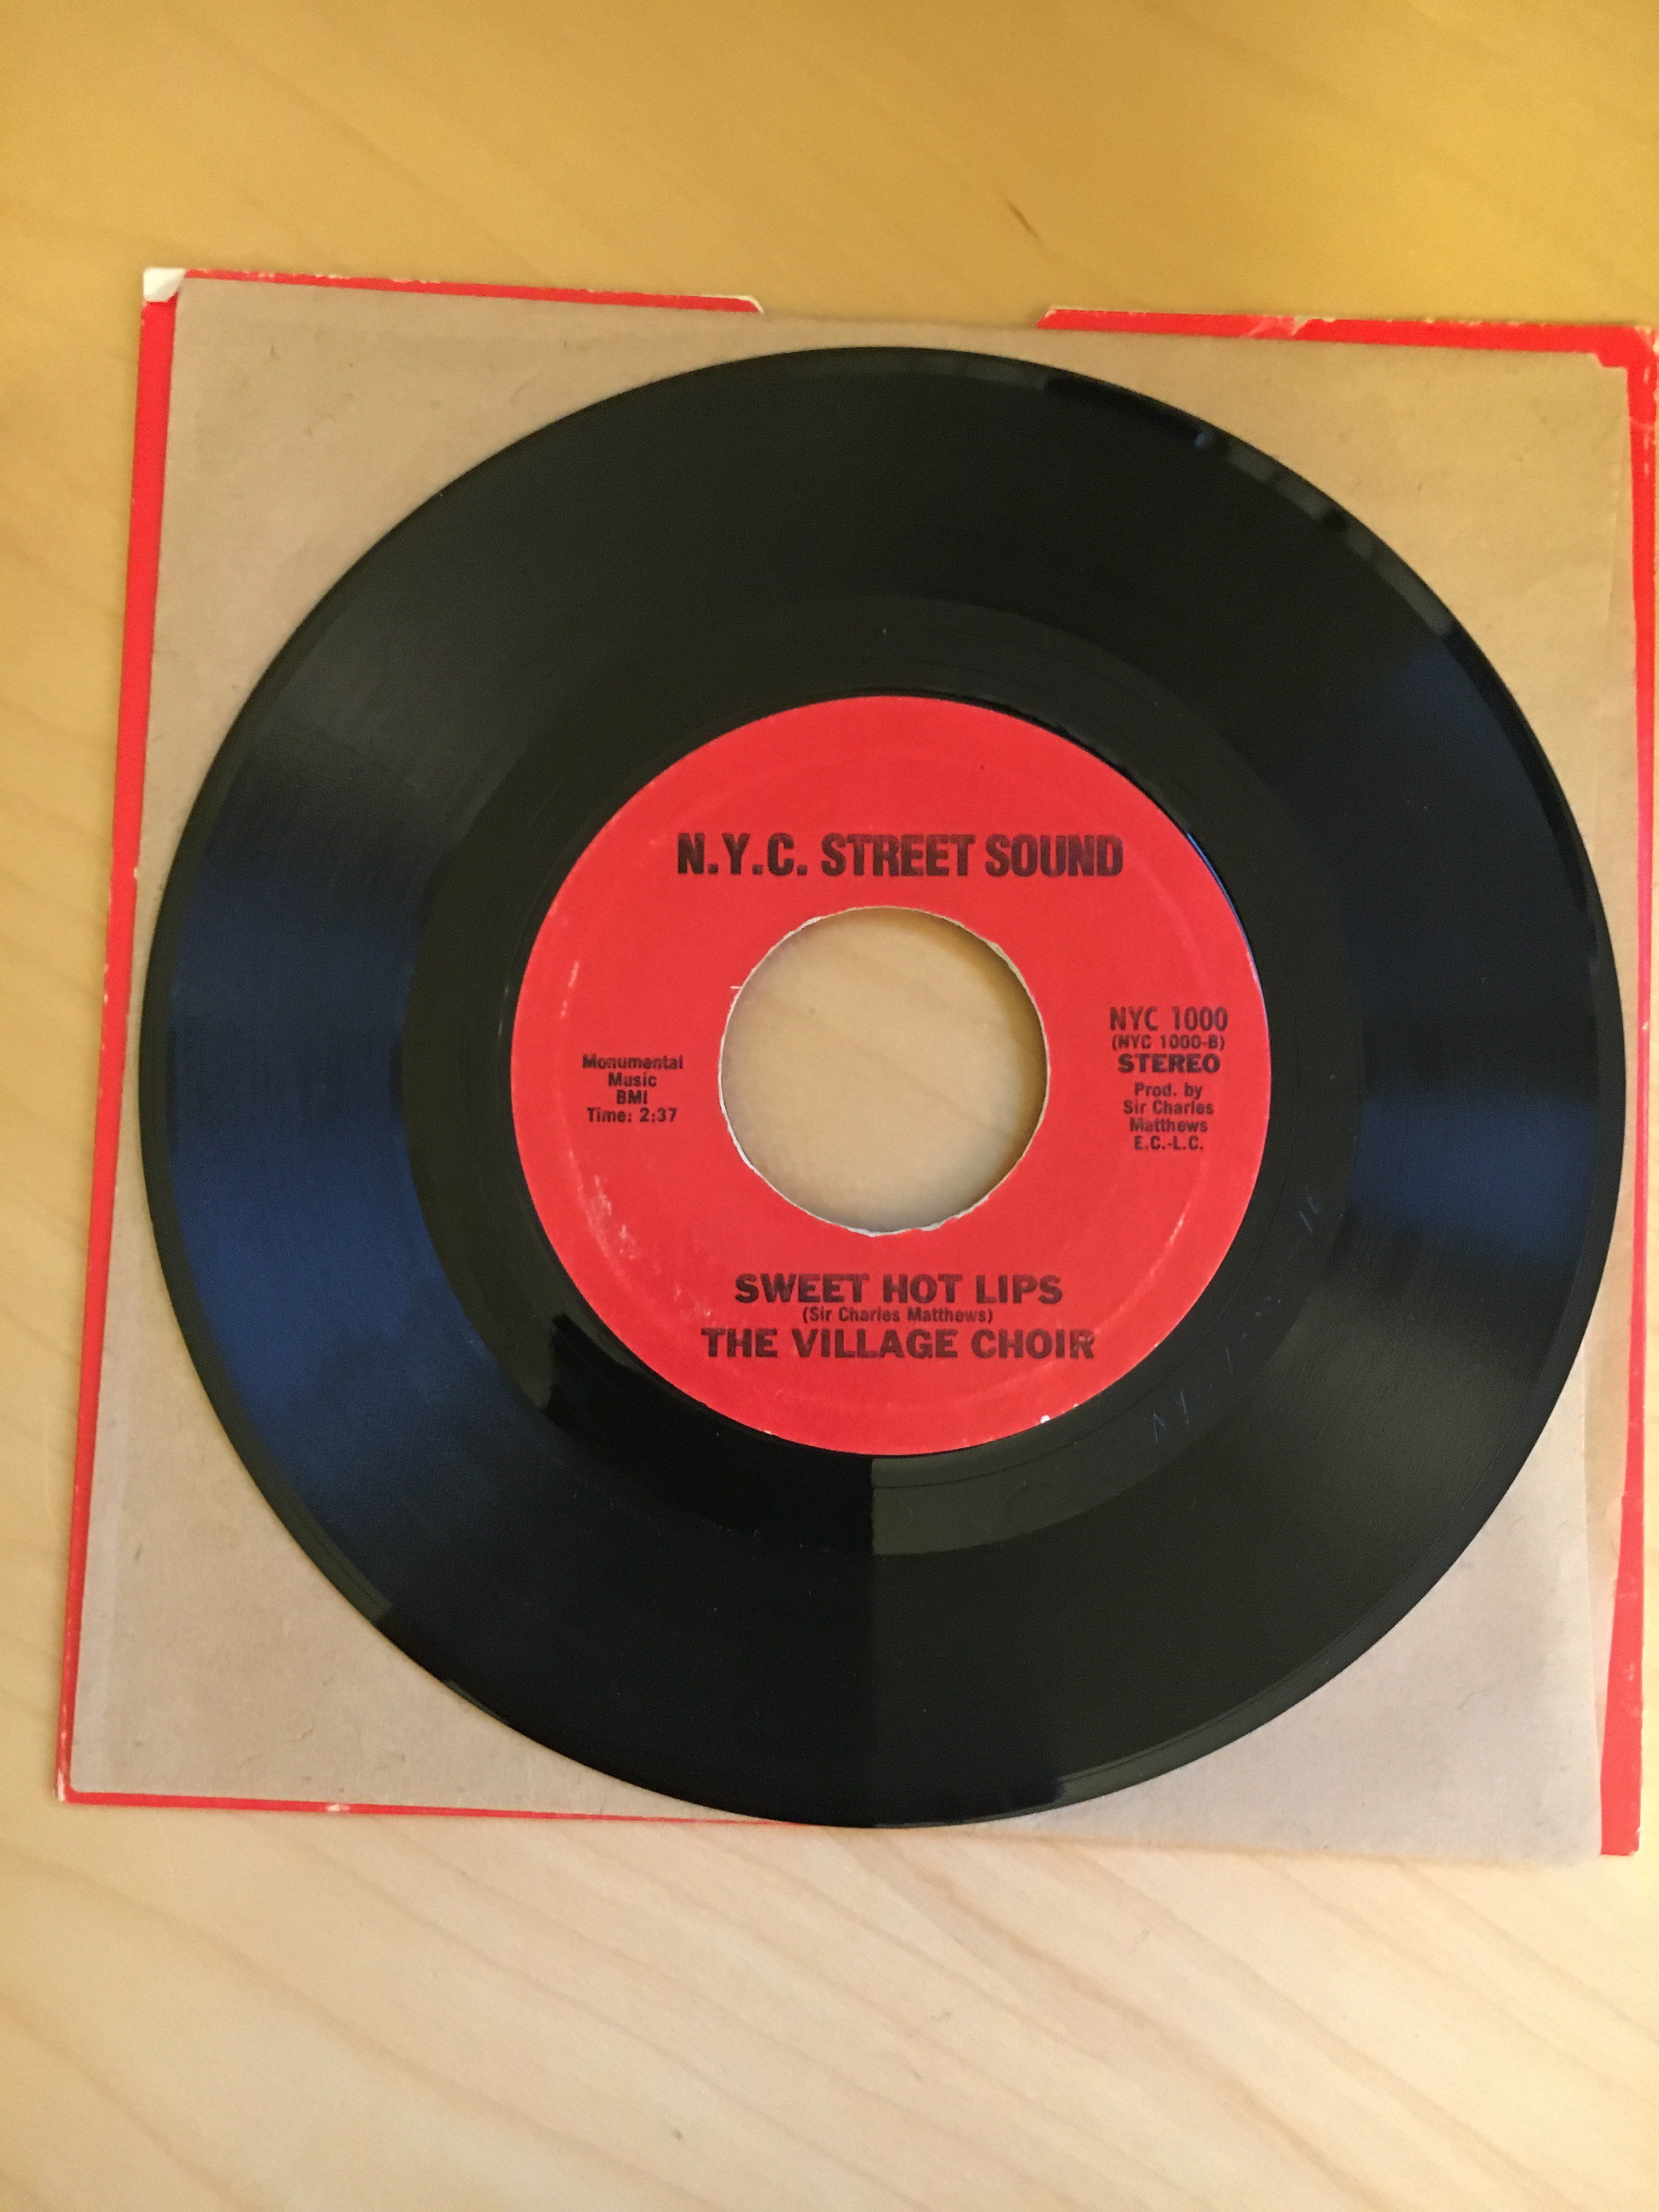 N.Y.C. STREET SOUND
Monumental
Music
BMI
Time: 2:37
NYC 1000
(NYC 1000-B)
STEREO
Prod. by
Sir Charles
Matthews
E.C.-L.C.
SWEET HOT LIPS
(Sir Charles Matthews)
THE VILLAGE CHOIR